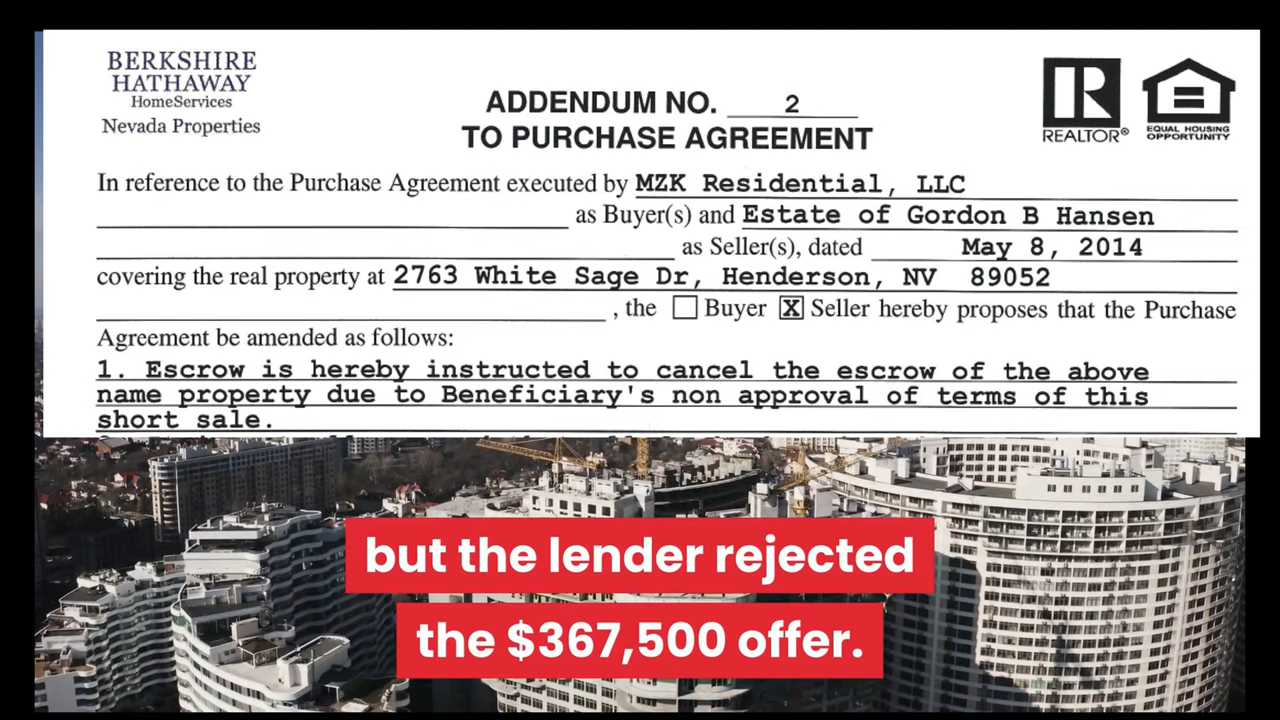 BERKSHIRE
HATHAWAY
HomeServices
Nevada Properties
ADDENDUM NO. 2
TO PURCHASE AGREEMENT
REALTOR®
EQUAL HOUSING
OPPORTUNITY
In reference to the Purchase Agreement executed by MZK Residential, LLC
as Buyer(s) and Estate of Gordon B Hansen
as Seller(s), dated May 8, 2014
covering the real property at 2763 White Sage Dr, Henderson, NV 89052
, the Buyer X Seller hereby proposes that the Purchase
Agreement be amended as follows:
1. Escrow is hereby instructed to cancel the escrow of the above
name property due to Beneficiary's non approval of terms of this
short sale.
but the lender rejected
the $367,500 offer.